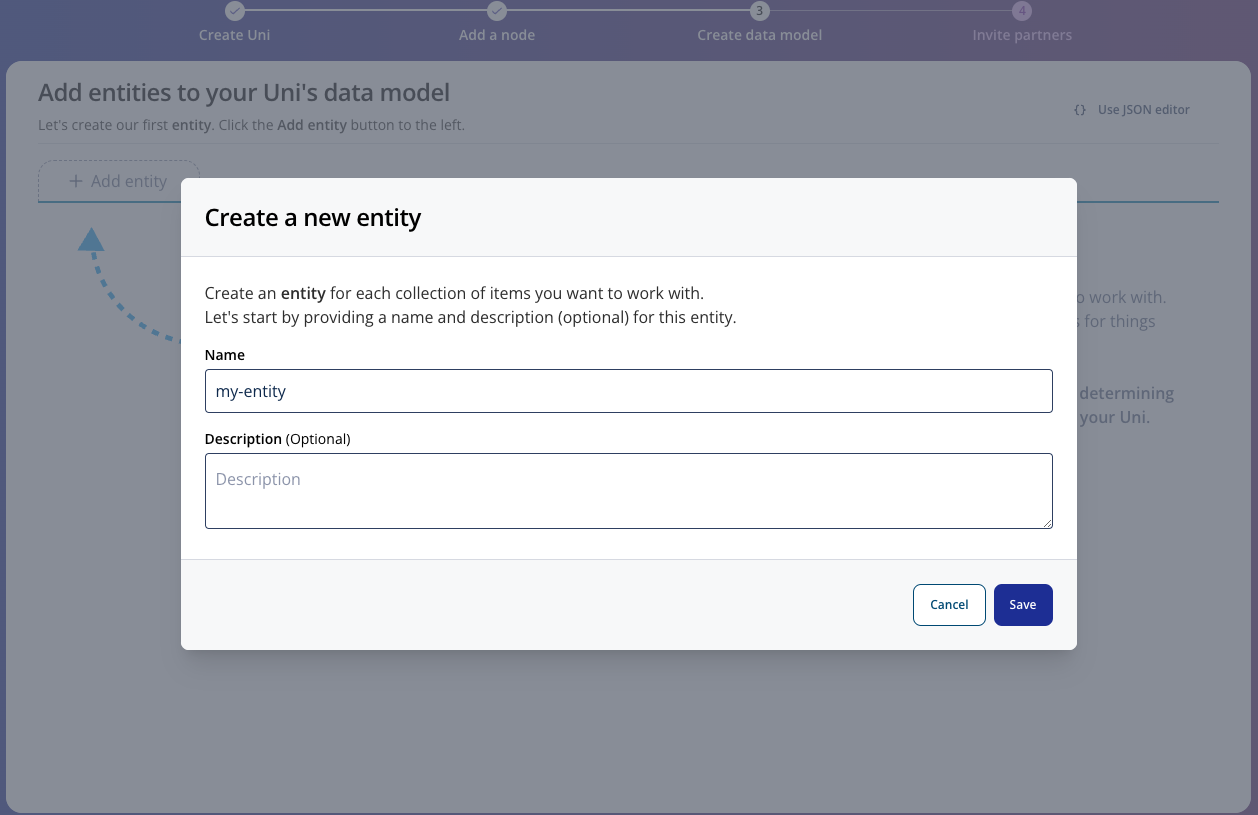 3
4
Create Uni
Add a node
Create data model
Invite partners
Add entities to your Uni's data model
Let's create our first entity. Click the Add entity button to the left.
{} Use JSON editor
+ Add entity
Create a new entity
Create an entity for each collection of items you want to work with.
Let's start by providing a name and description (optional) for this entity.
Name
my-entity
Description (Optional)
Description
Cancel
Save
o work with.
s for things
determining
your Uni.